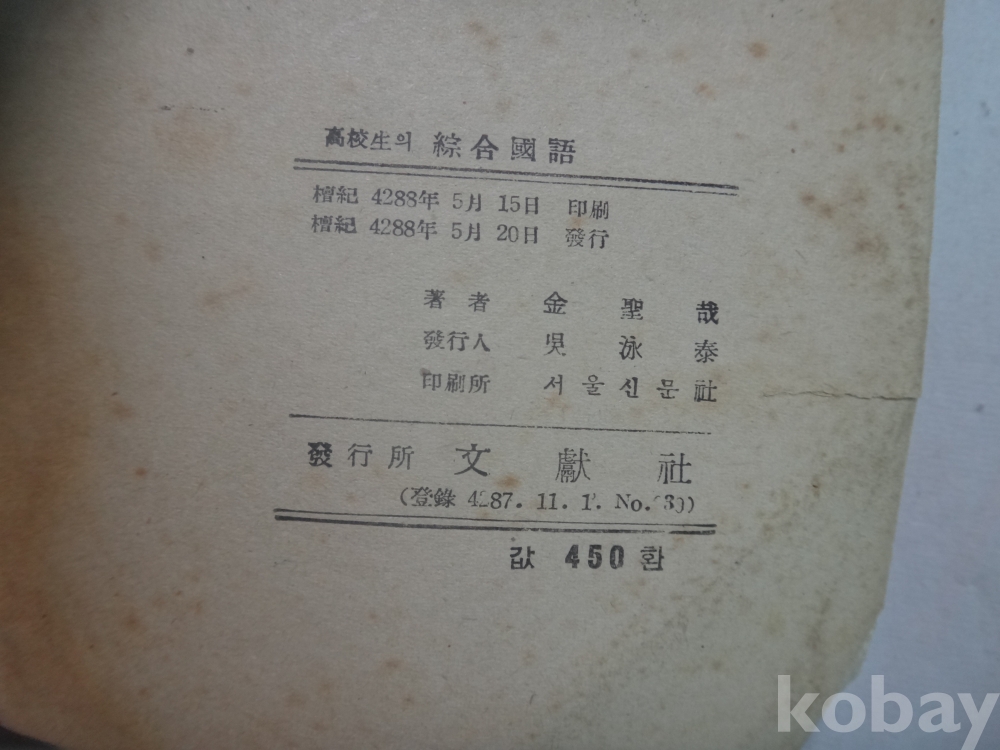 高校生의 綜合國語
檀紀 4288年 5月 15日 印刷
檀紀 4288年 5月 20日 發行
著者 金聖哉
發行人 吳泳泰
印刷所 서울신문社
發行所 文獻社
(登錄 4287. 11. No.
값 450 환
kobay